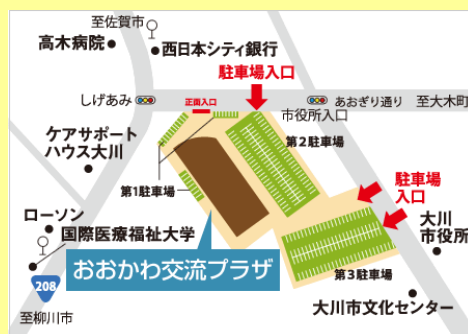 至佐賀市
高木病院
西日本シティ銀行
駐車場入口
しげあみ
正面入口
あおぎり通り
至大木町
市役所入口
ケアサポート
ハウス大川
第2駐車場
第1駐車場
駐車場
入口
ローソン
国際医療福祉大学
大川
市役所
おおかわ交流プラザ
第3駐車場
208
大川市文化センター
至柳川市